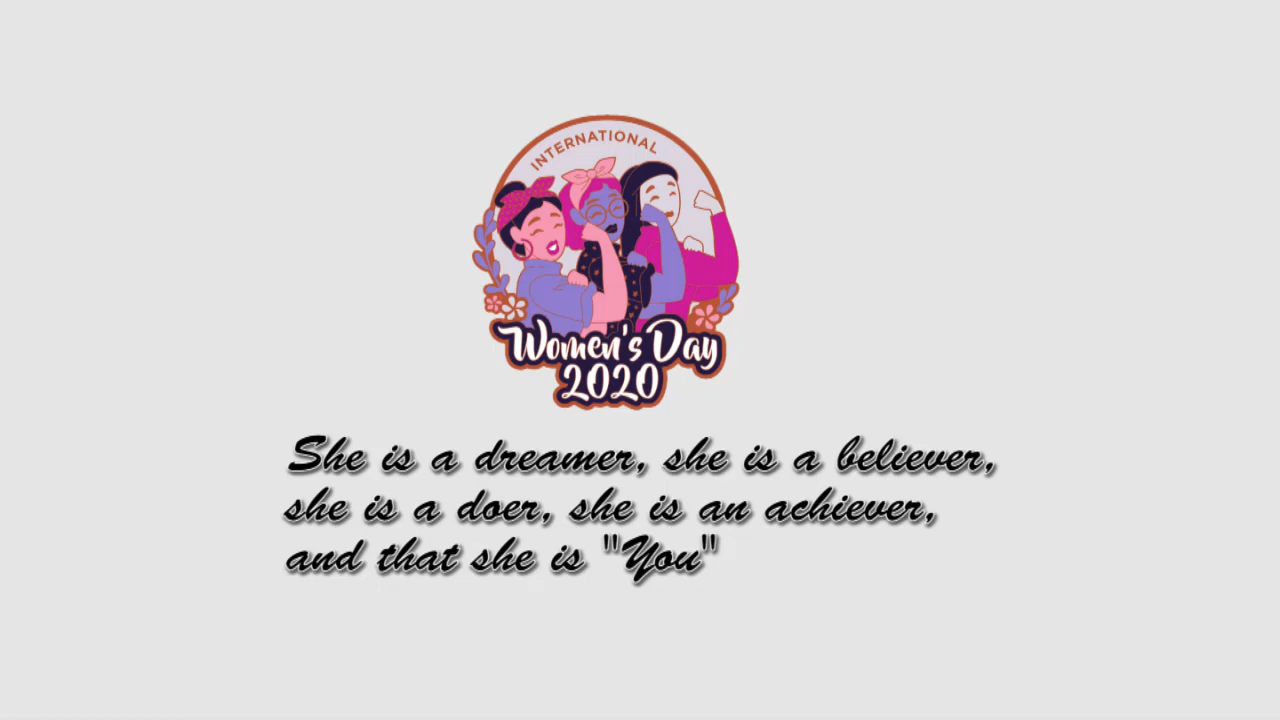 INTERNATIONAL
Women's Day
2020
She is a dreamer, she is a believer,
she is a doer, she is an achiever,
and that she is "You"